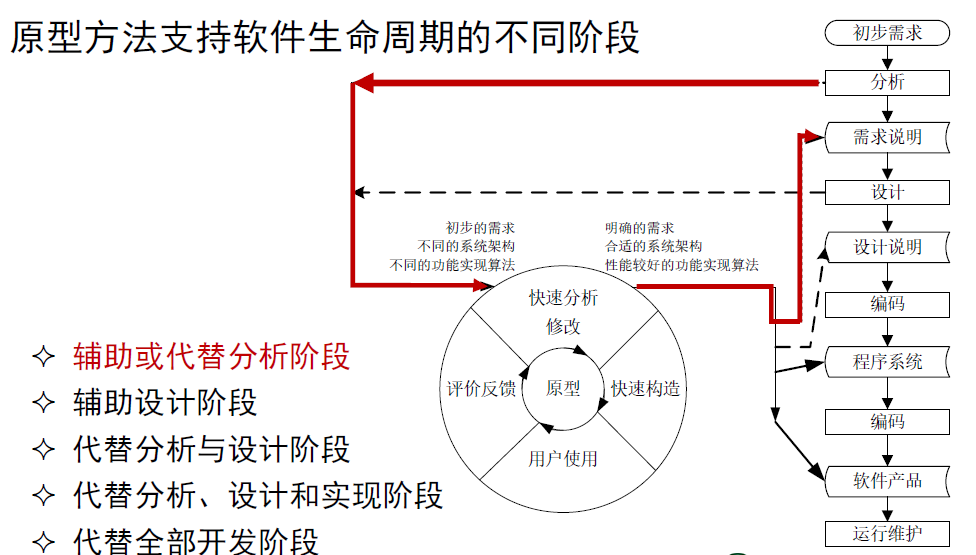 原型方法支持软件生命周期的不同阶段
初步需求
分析
需求说明
设计
设计说明
编码
程序系统
编码
软件产品
运行维护
初步的需求
不同的系统架构
不同的功能实现算法
明确的需求
合适的系统架构
性能较好的功能实现算法
快速分析
修改
评价反馈
原型
快速构造
用户使用
辅助或代替分析阶段
辅助设计阶段
代替分析与设计阶段
代替分析、设计和实现阶段
代替全部开发阶段